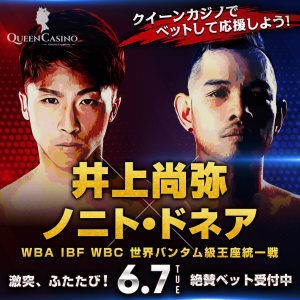 QUEENCASINO
クイーンカジノで
ベットして応援しよう!
井上尚弥
×
ノニト・ドネア
WBA IBF WBC 世界バンタム級王座統一戦
激突、ふたたび! 6.7 TUE 絶賛ベット受付中